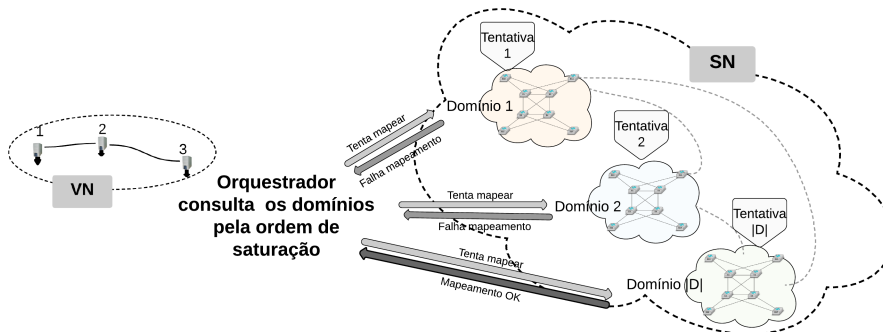 Tentativa
1
SN
Domínio 1
Tenta mapear
Falha mapeamento
1
2
3
VN
Tentativa
2
Orquestrador
consulta os domínios
pela ordem de
saturação
Tenta mapear
Domínio 2
Falha mapeamento
Tentativa
|D|
Tenta mapear
Domínio |D|
Mapeamento OK